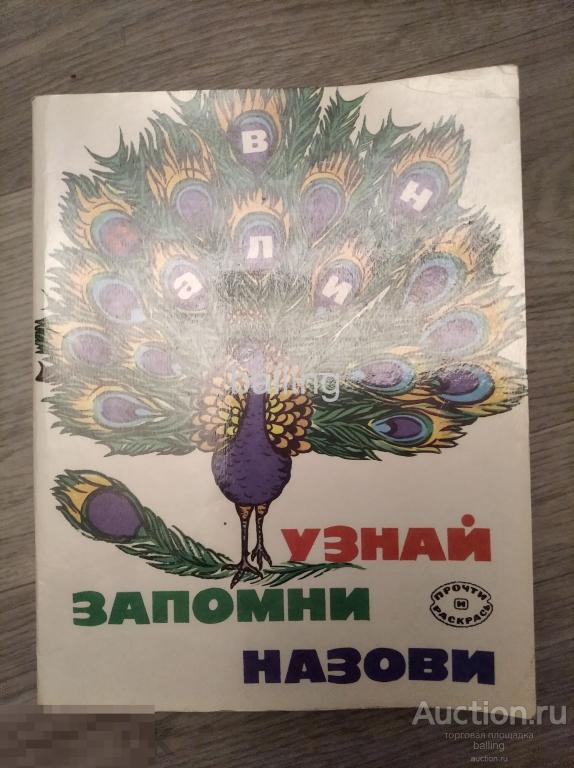 В
Н
П
И
а
balling
УЗНАЙ
ЗАПОМНИ
ПРОЧТИ
И
РАСКРАСЬ
НАЗОВИ
Auction.ru
торговая площадка
balling
auction.ru